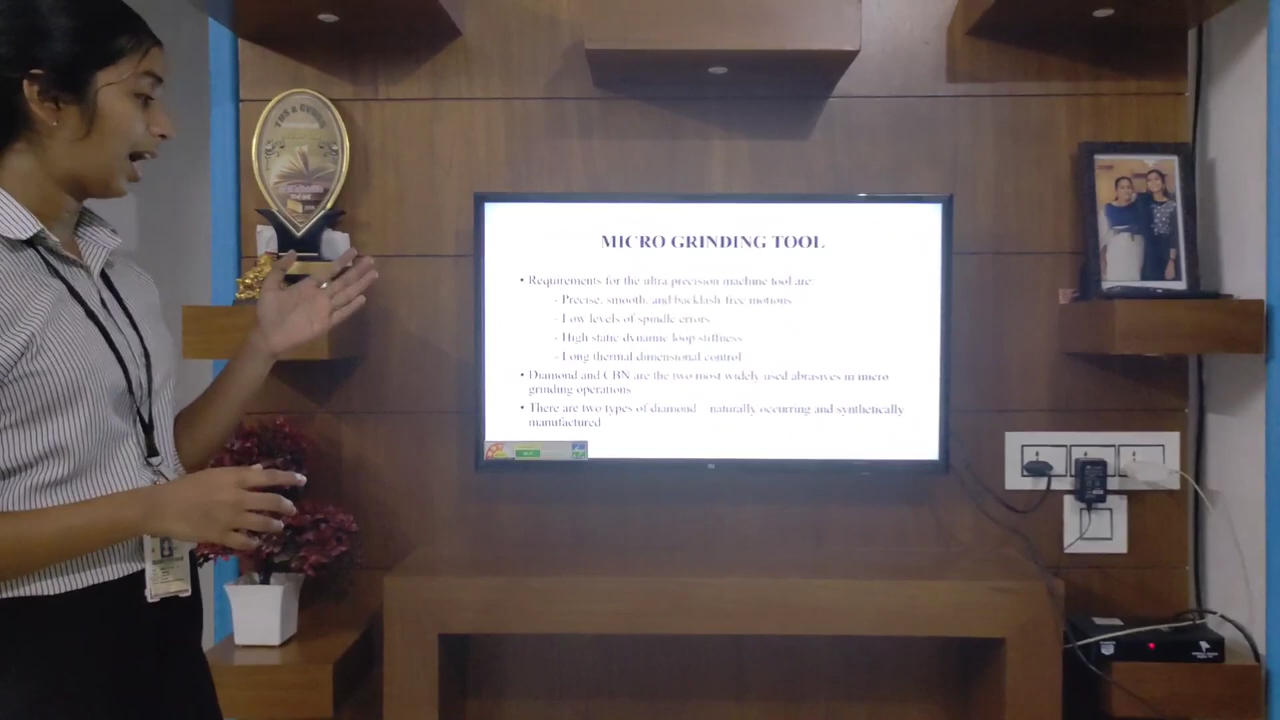 MICRO GRINDING TOOL
• Requirements for the ultra precision machine tool are:
- Precise, smooth, and backlash-free motions
- Low levels of spindle errors
- High static dynamic loop stiffness
- Long thermal dimensional control
• Diamond and CBN are the two most widely used abrasives in micro
grinding operations
• There are two types of diamond – naturally occurring and synthetically
manufactured